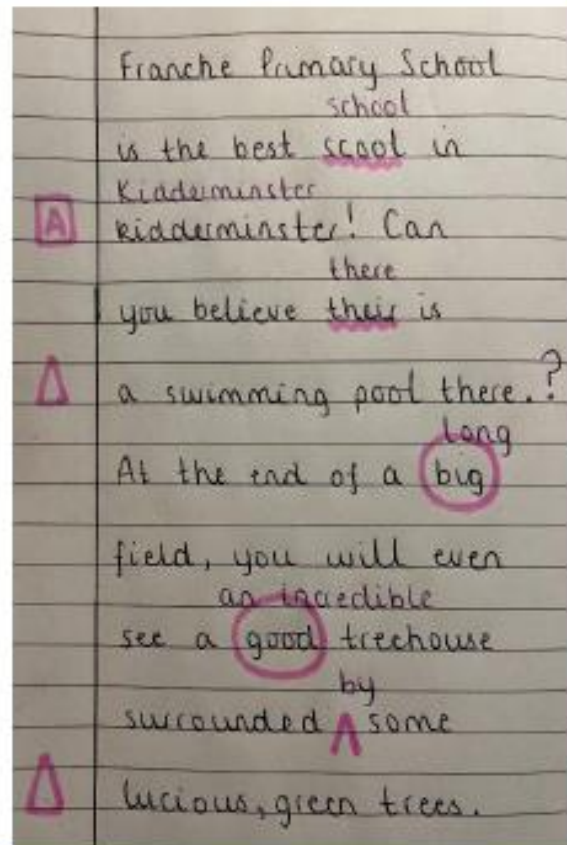 Franche Primary School
school
is the best scool in
Kidderminster
A kidderminster! Can
there
you believe their is
a swimming pool there.?
long
At the end of a big
field, you will even
an incredible
see a good treehouse
by
surrounded ʌ some
lucious, green trees.